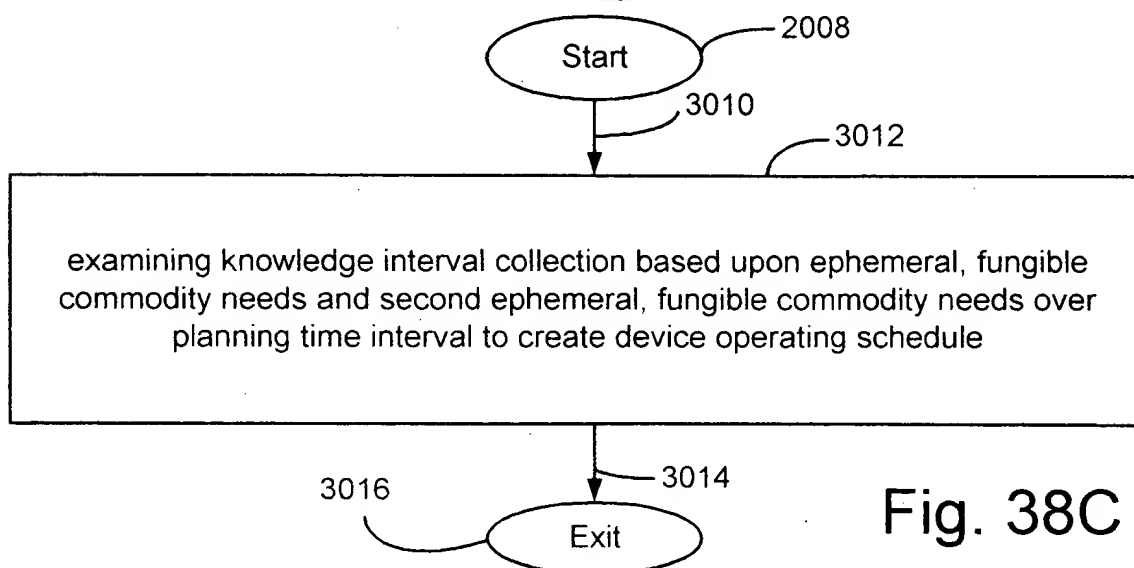 2008
Start
3010
3012
examining knowledge interval collection based upon ephemeral, fungible
commodity needs and second ephemeral, fungible commodity needs over
planning time interval to create device operating schedule
3014
3016
Exit
Fig. 38C